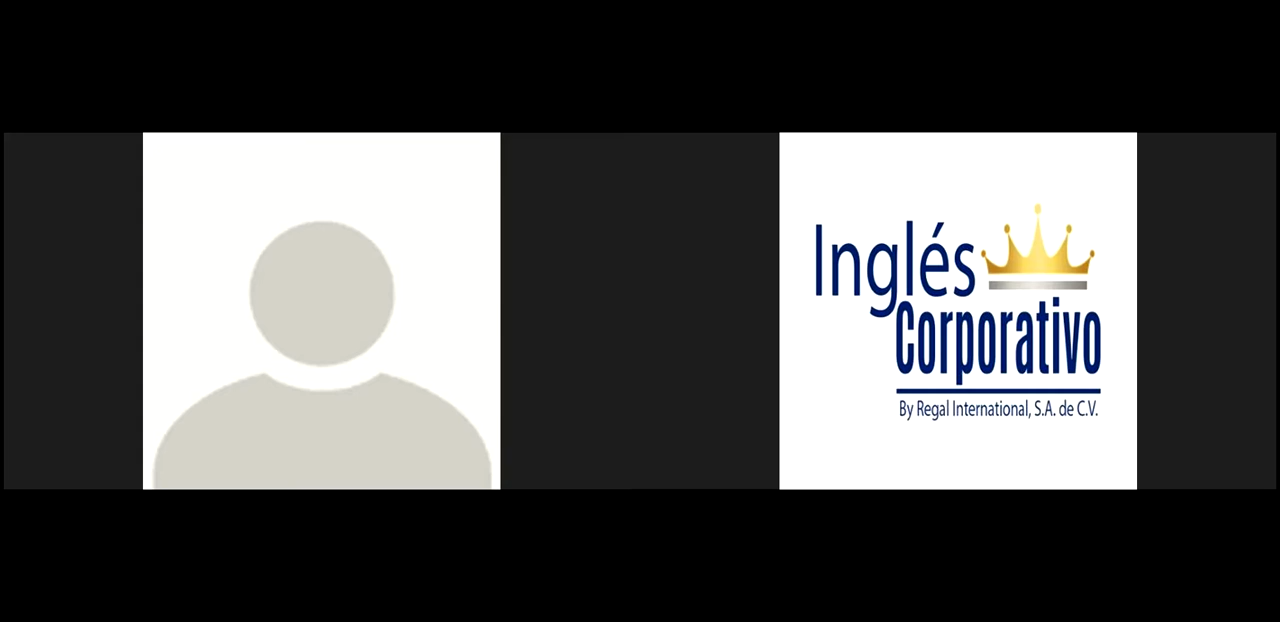 Inglés
Corporativo
By Regal International, S.A. de C.V.